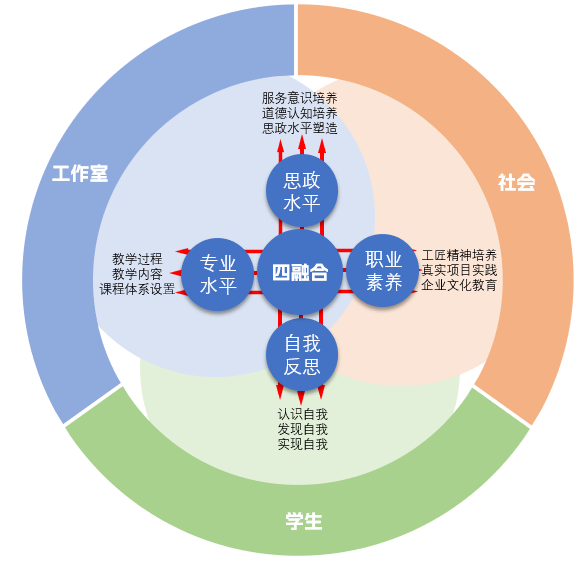 服务意识培养
道德认知培养
思政水平塑造
工作室
社会
思政
水平
教学过程
教学内容
课程体系设置
专业
水平
四融合
职业
素养
工匠精神培养
真实项目实践
企业文化教育
自我
反思
认识自我
发现自我
实现自我
学生